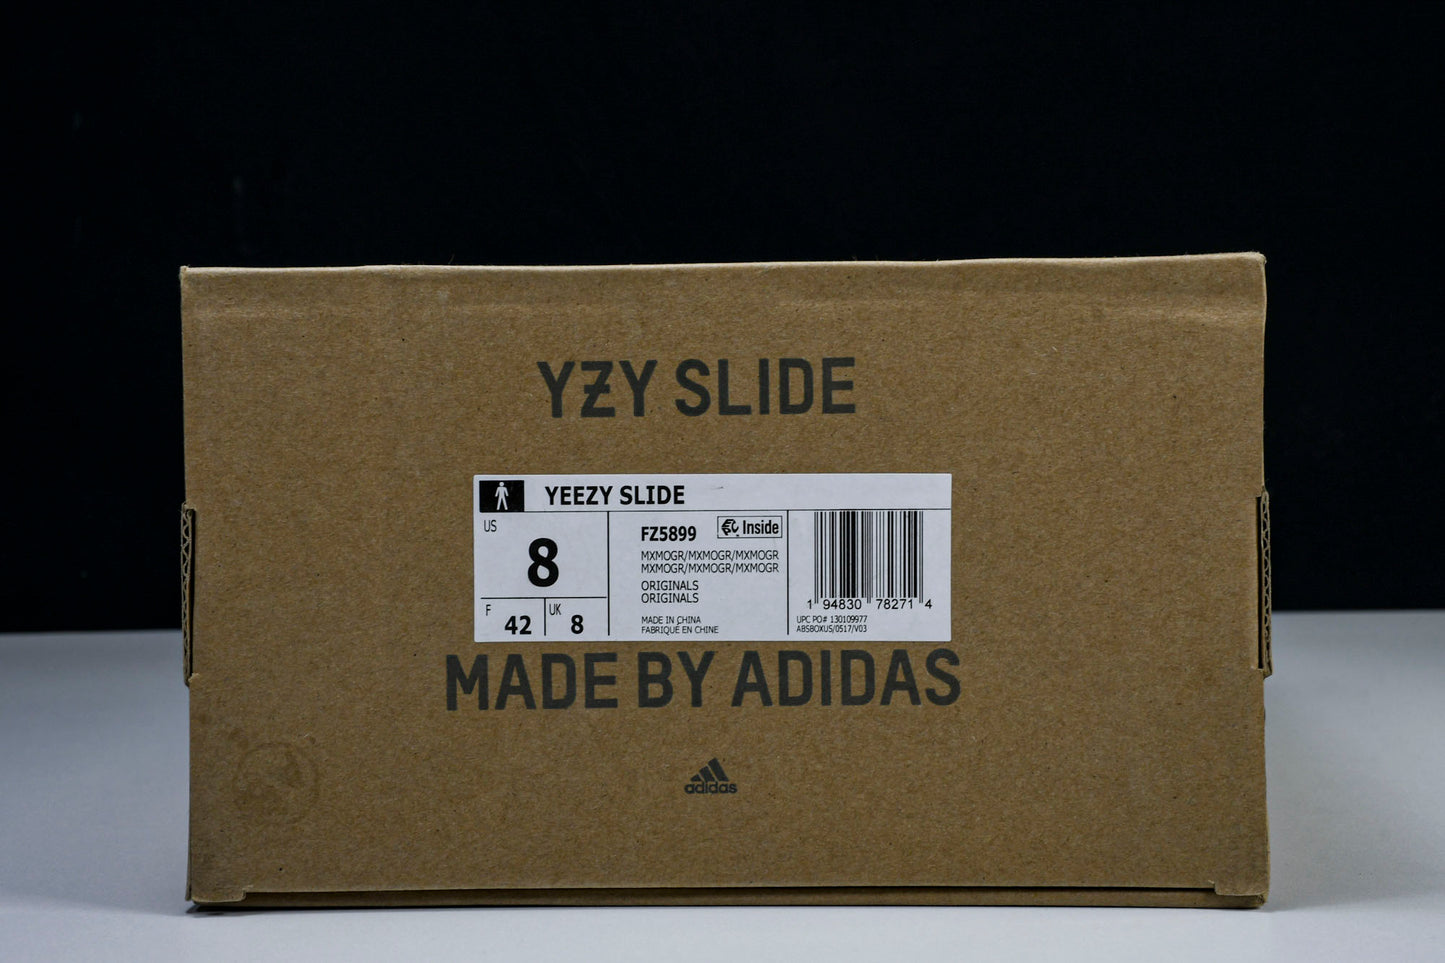 YZY SLIDE
YEEZY SLIDE
US
8
F
42
UK
8
FZ5899
Inside
MXMOGR/MXMOGR/MXMOGR
MXMOGR/MXMOGR/MXMOGR
ORIGINALS
ORIGINALS
MADE IN CHINA
FABRIQUÉ EN CHINE
1 94830 78271 4
UPC PO# 130109977
ABSBOXUS/0517/V03
MADE BY ADIDAS
adidas